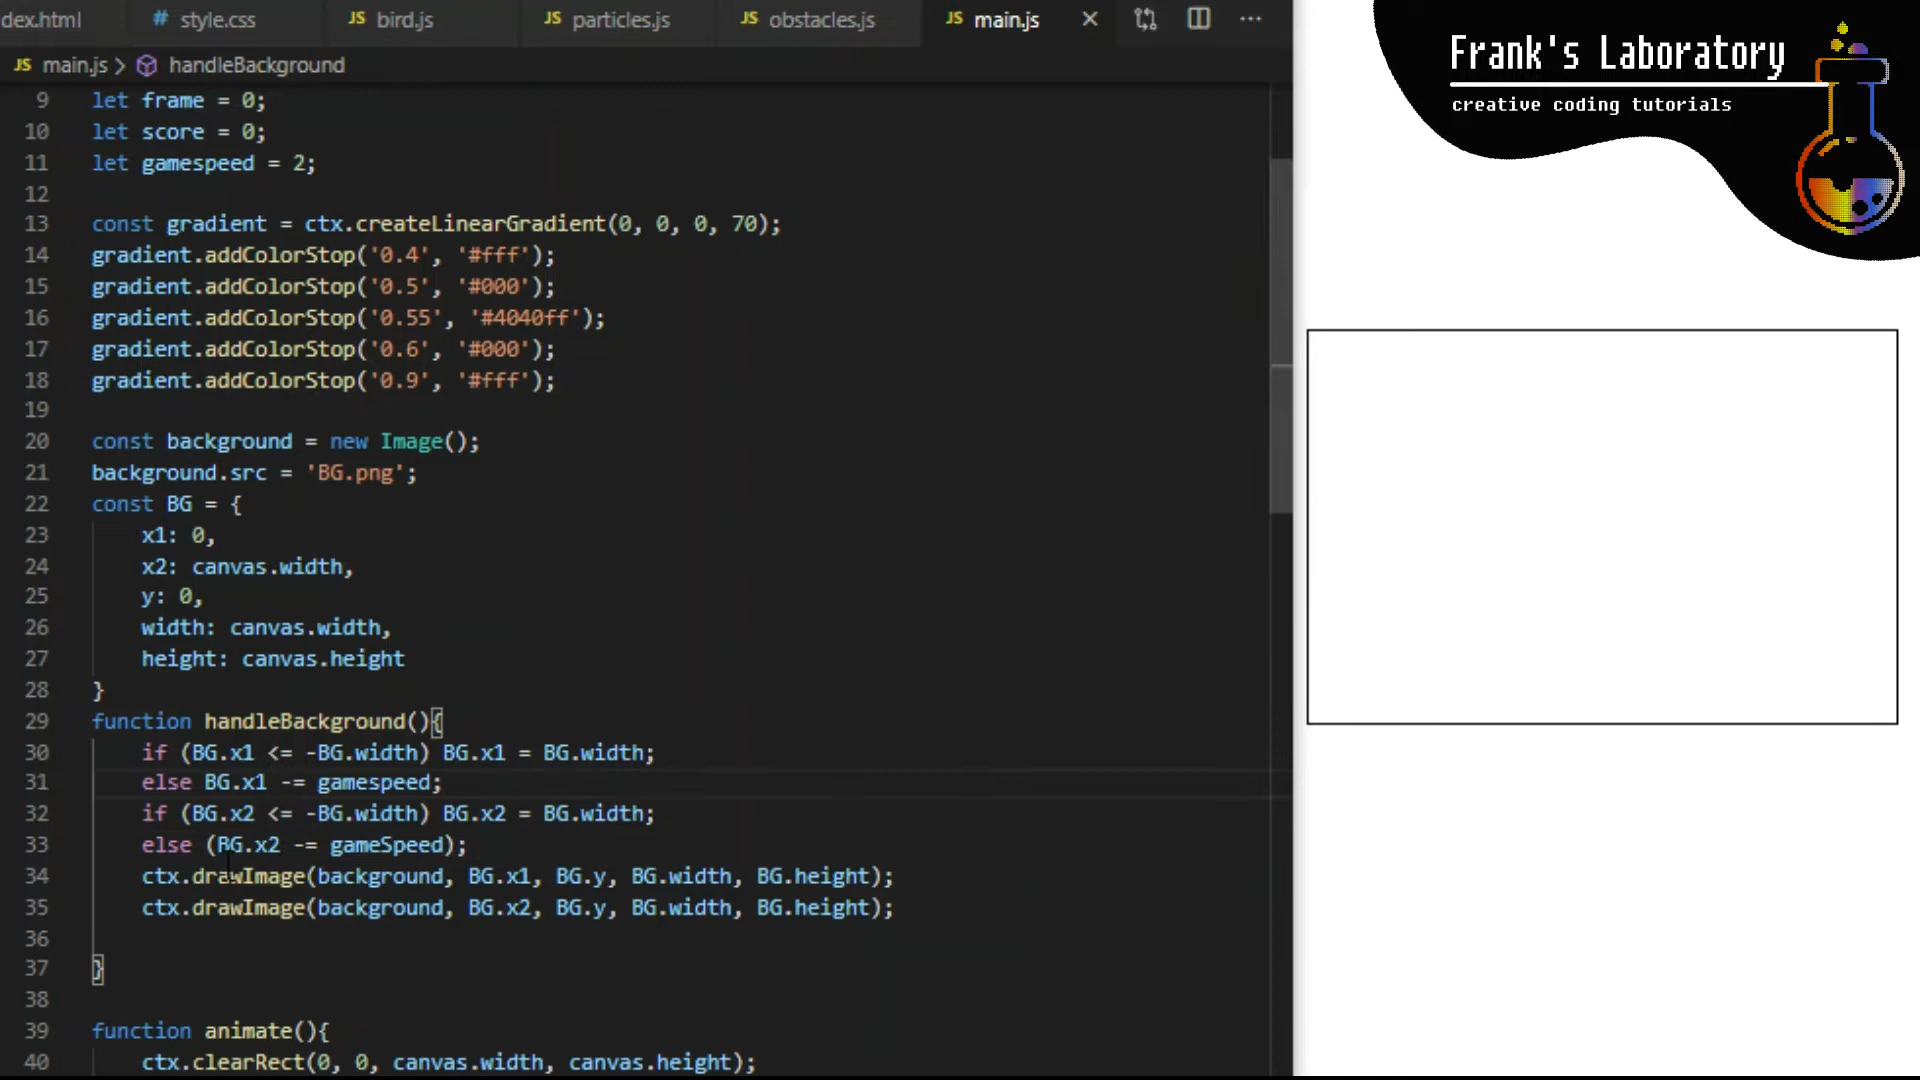 dex.html
# style.css
JS bird.js
JS particles.js
JS obstacles.js
JS main.js
JS main.js > handleBackground
9 let frame = 0;
10 let score = 0;
11 let gamespeed = 2;
12
13 const gradient = ctx.createLinearGradient(0, 0, 0, 70);
14 gradient.addColorStop('0.4', '#fff');
15 gradient.addColorStop('0.5', '#000');
16 gradient.addColorStop('0.55', '#4040ff');
17 gradient.addColorStop('0.6', '#000');
18 gradient.addColorStop('0.9', '#fff');
19
20 const background = new Image();
21 background.src = 'BG.png';
22 const BG = {
23 x1: 0,
24 x2: canvas.width,
25 y: 0,
26 width: canvas.width,
27 height: canvas.height
28 }
29 function handleBackground(){
30 if (BG.x1 <= -BG.width) BG.x1 = BG.width;
31 else BG.x1 -= gamespeed;
32 if (BG.x2 <= -BG.width) BG.x2 = BG.width;
33 else (BG.x2 -= gameSpeed);
34 ctx.drawImage(background, BG.x1, BG.y, BG.width, BG.height);
35 ctx.drawImage(background, BG.x2, BG.y, BG.width, BG.height);
36
37 }
38
39 function animate(){
40 ctx.clearRect(0, 0, canvas.width, canvas.height);
Frank's Laboratory
creative coding tutorials